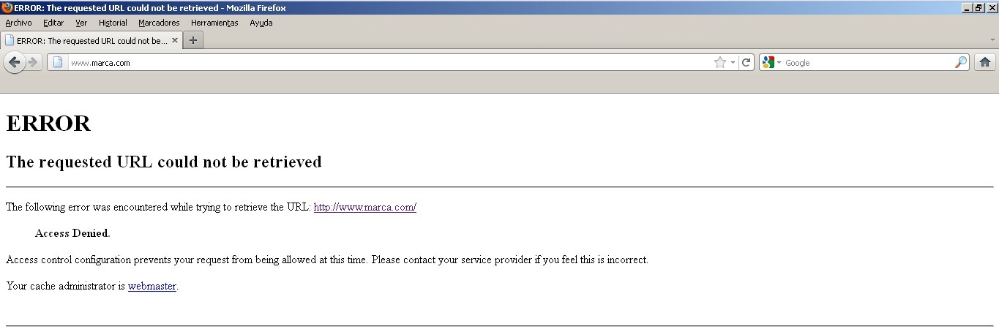 ERROR: The requested URL could not be retrieved - Mozilla Firefox
Archivo Editar Ver Historial Marcadores Herramientas Ayuda
ERROR: The requested URL could not be...
www.marca.com Google
ERROR
The requested URL could not be retrieved
The following error was encountered while trying to retrieve the URL: http://www.marca.com/
Access Denied.
Access control configuration prevents your request from being allowed at this time. Please contact your service provider if you feel this is incorrect.
Your cache administrator is webmaster.